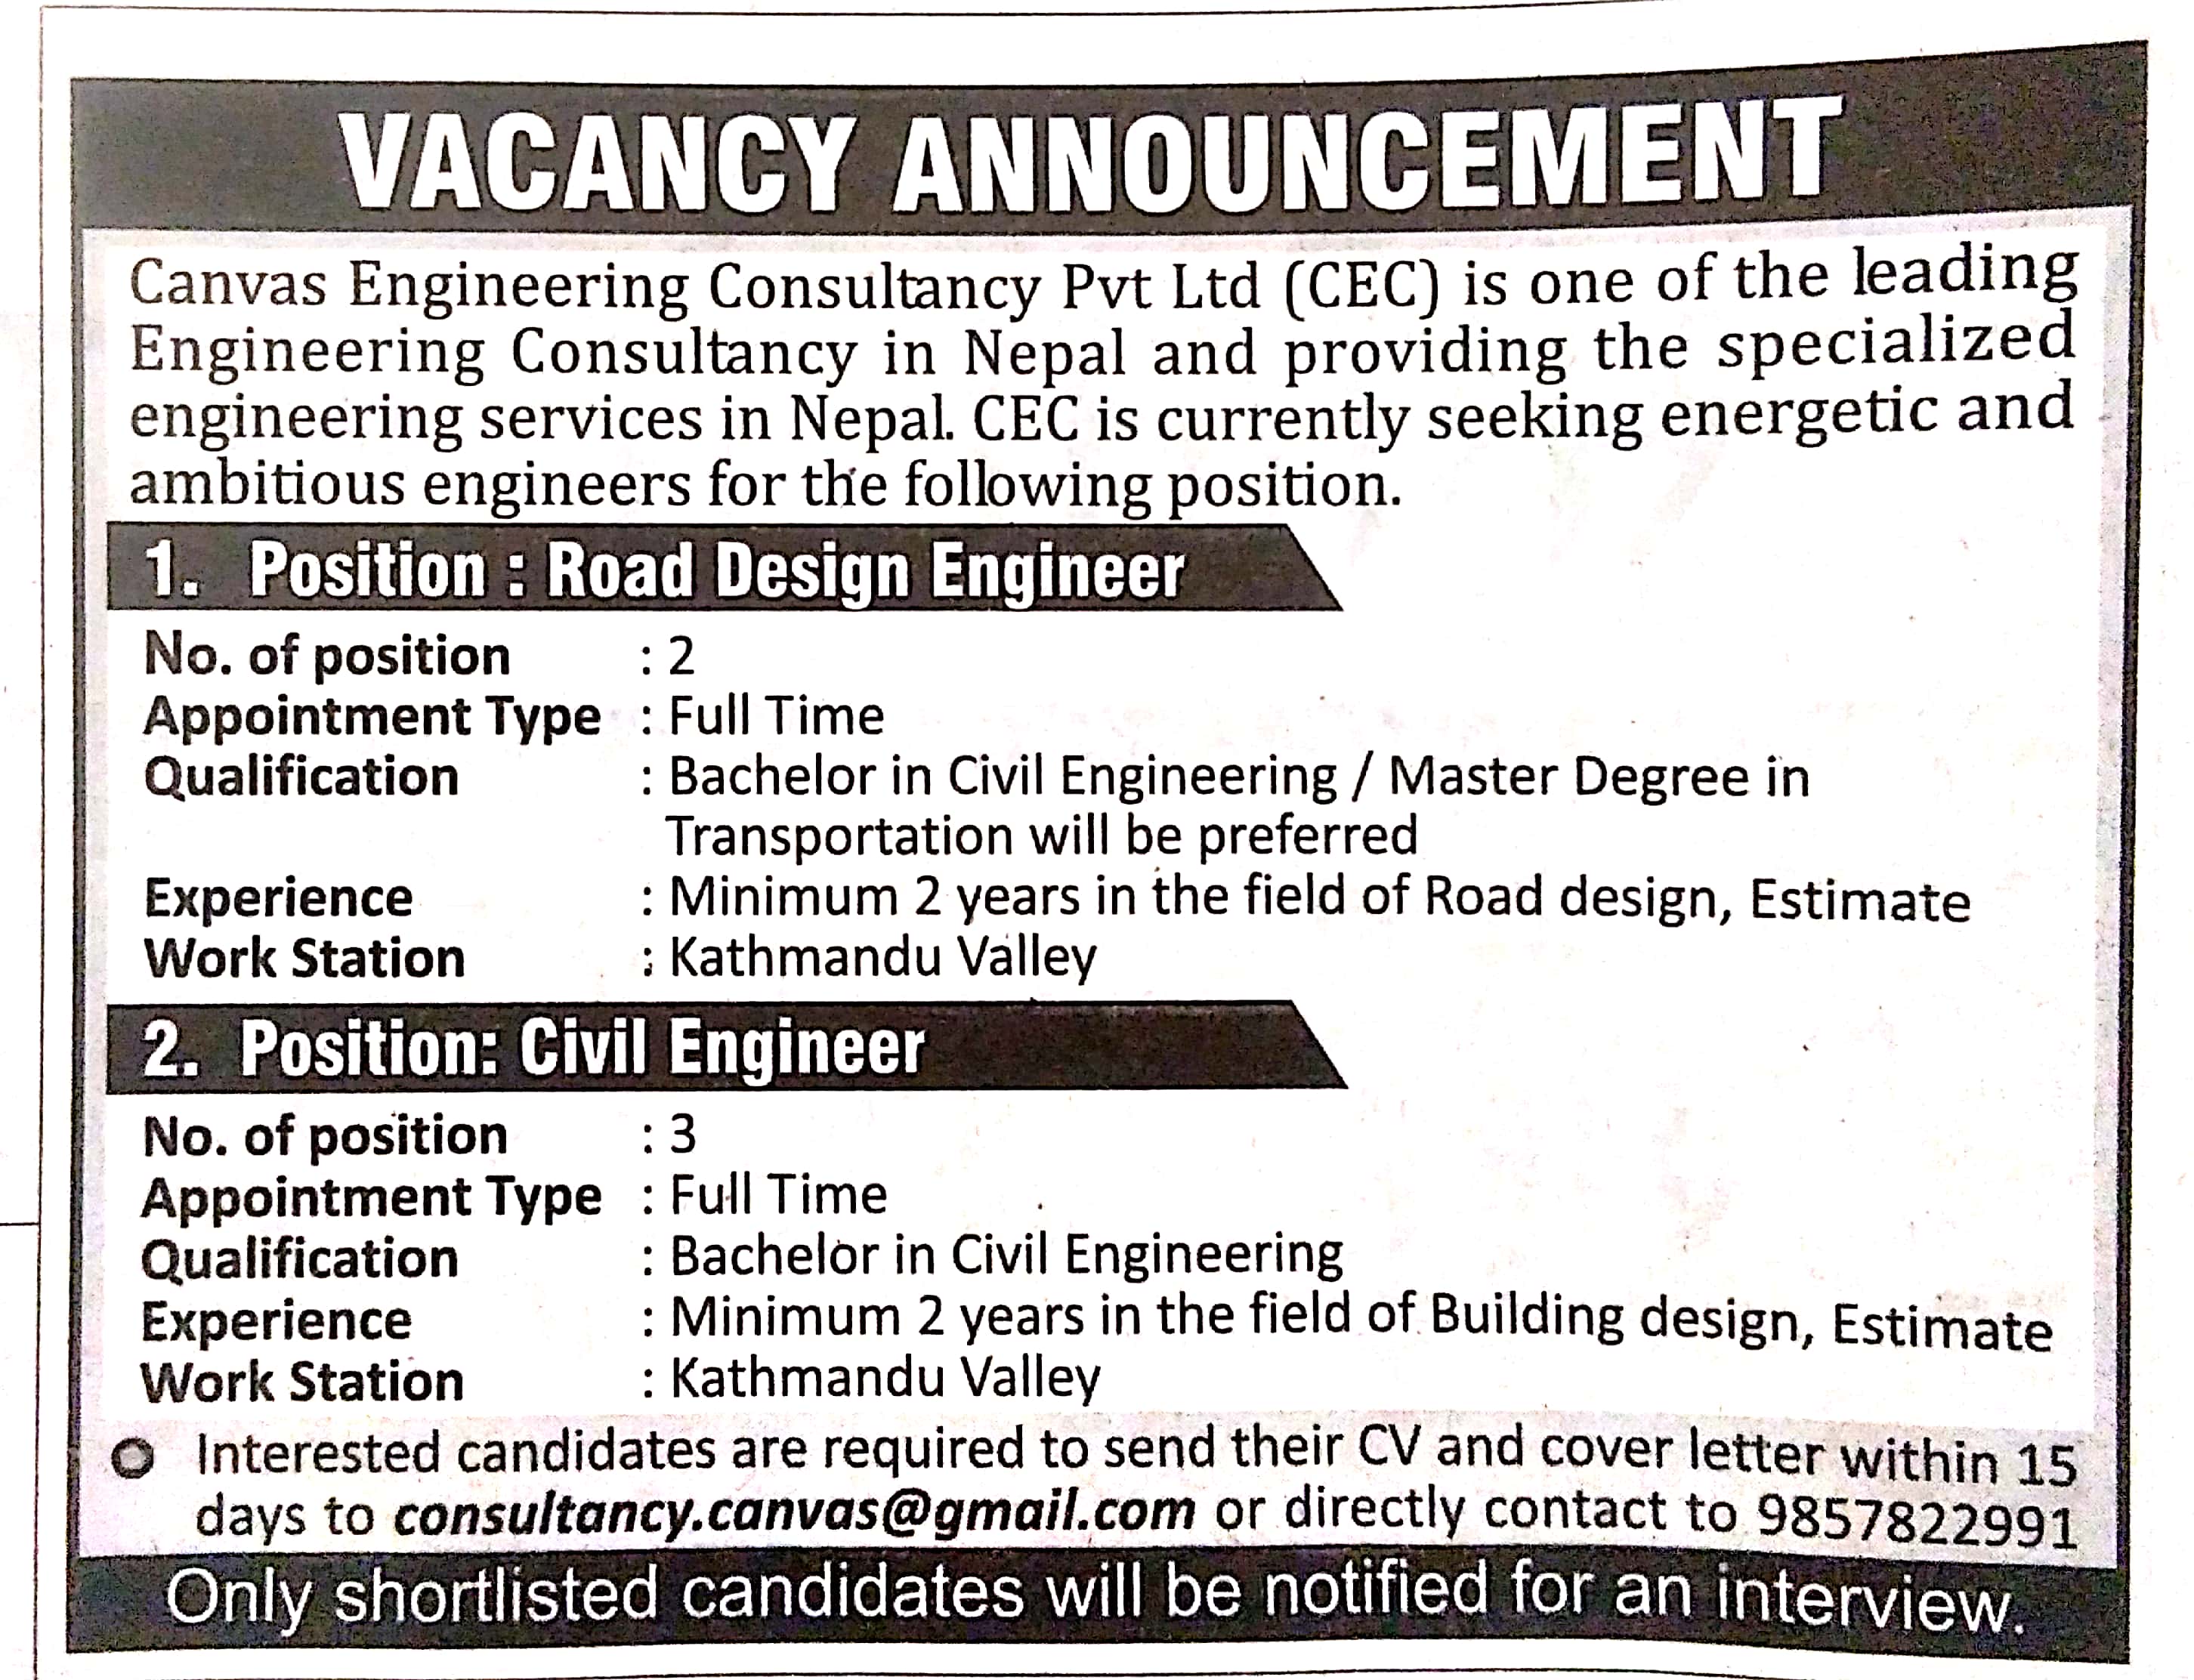 VACANCY ANNOUNCEMENT
Canvas Engineering Consultancy Pvt Ltd (CEC) is one of the leading
Engineering Consultancy in Nepal and providing the specialized
engineering services in Nepal. CEC is currently seeking energetic and
ambitious engineers for the following position.
1. Position : Road Design Engineer
No. of position : 2
Appointment Type : Full Time
Qualification : Bachelor in Civil Engineering / Master Degree in
Transportation will be preferred
Experience : Minimum 2 years in the field of Road design, Estimate
Work Station : Kathmandu Valley
2. Position: Civil Engineer
No. of position : 3
Appointment Type : Full Time
Qualification : Bachelor in Civil Engineering
Experience : Minimum 2 years in the field of Building design, Estimate
Work Station : Kathmandu Valley
Interested candidates are required to send their CV and cover letter within 15
days to consultancy.canvas@gmail.com or directly contact to 9857822991
Only shortlisted candidates will be notified for an interview.